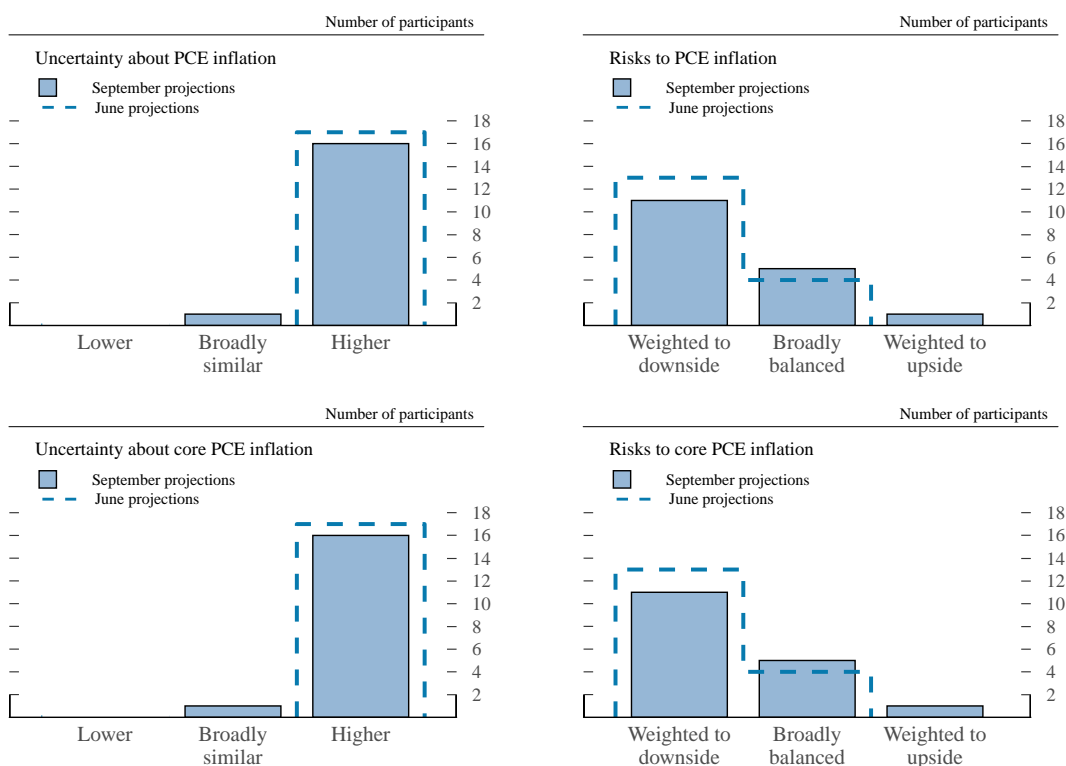 Number of participants
Uncertainty about PCE inflation
September projections
June projections
18
16
14
12
10
8
6
4
2
Lower
Broadly
similar
Higher
Number of participants
Risks to PCE inflation
September projections
June projections
18
16
14
12
10
8
6
4
2
Weighted to
downside
Broadly
balanced
Weighted to
upside
Number of participants
Uncertainty about core PCE inflation
September projections
June projections
18
16
14
12
10
8
6
4
2
Lower
Broadly
similar
Higher
Number of participants
Risks to core PCE inflation
September projections
June projections
18
16
14
12
10
8
6
4
2
Weighted to
downside
Broadly
balanced
Weighted to
upside